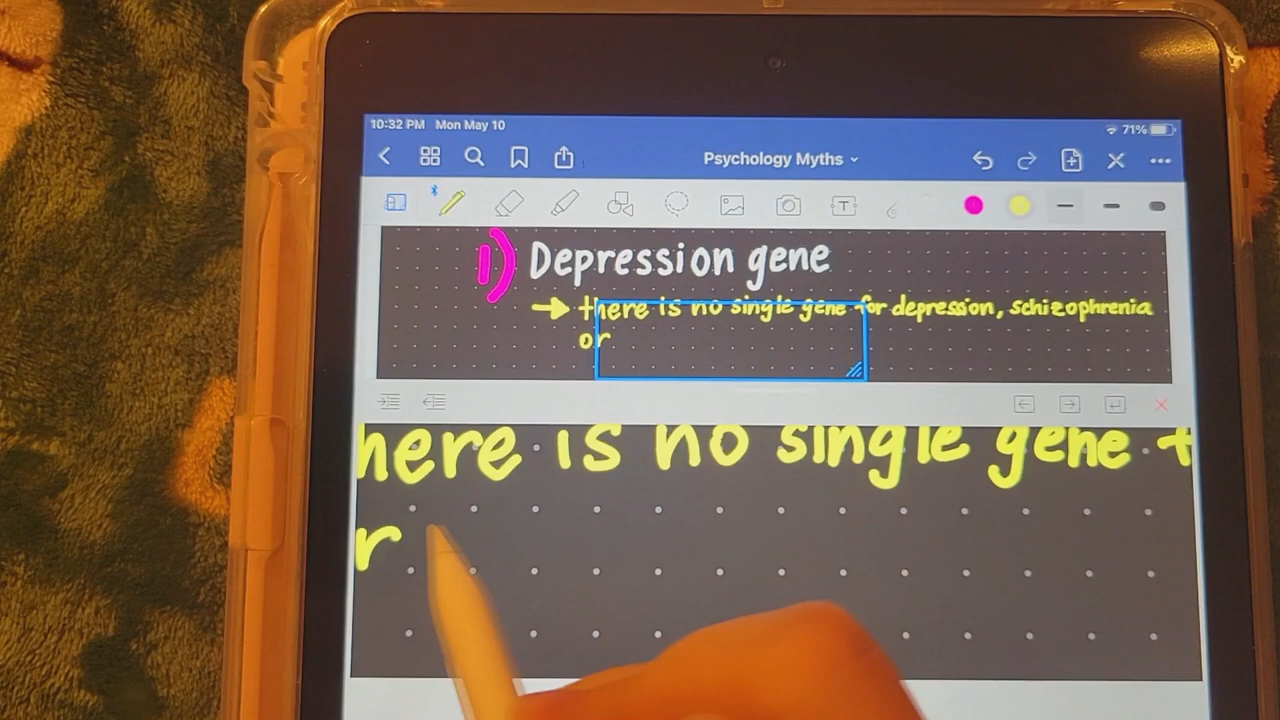 10:32 PM Mon May 10
71%
Psychology Myths
T
1) Depression gene
→ there is no single gene for depression, schizophrenia
or
here is no single gene f
r